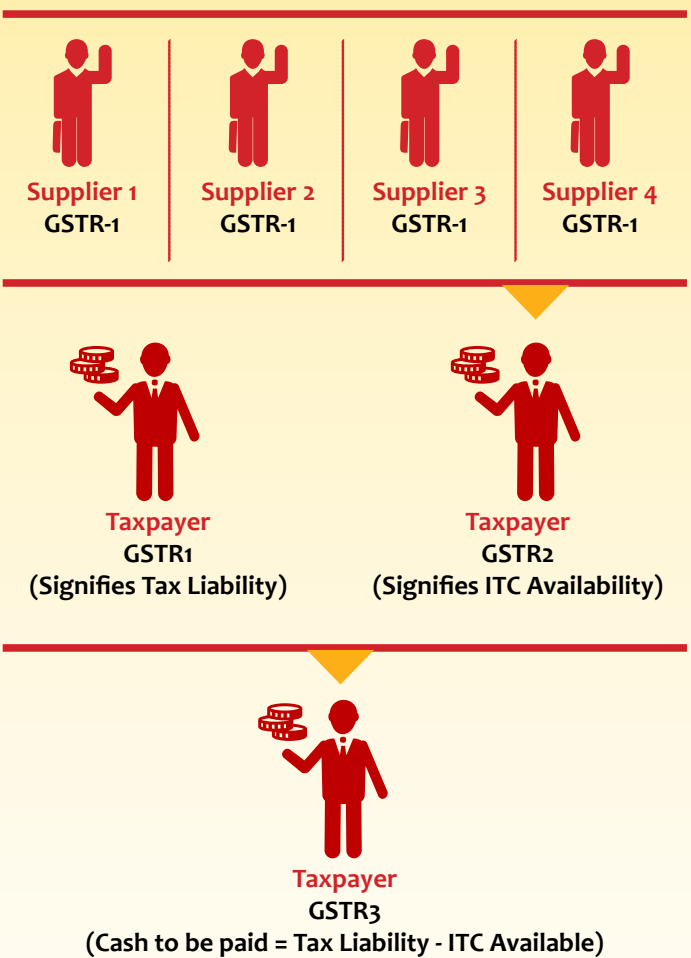 Supplier 1
GSTR-1
Supplier 2
GSTR-1
Supplier 3
GSTR-1
Supplier 4
GSTR-1
Taxpayer
GSTR1
(Signifies Tax Liability)
Taxpayer
GSTR2
(Signifies ITC Availability)
Taxpayer
GSTR3
(Cash to be paid = Tax Liability - ITC Available)